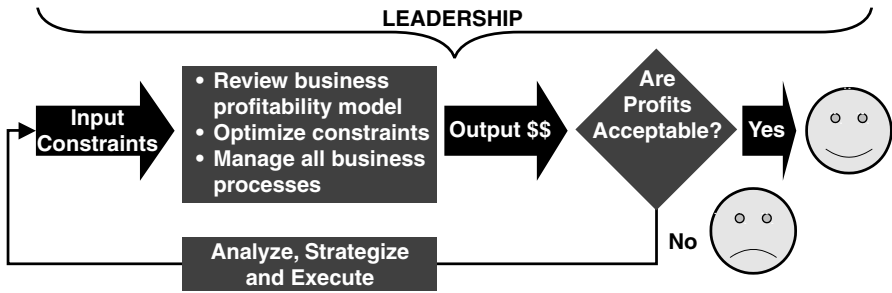 LEADERSHIP
Input
Constraints
• Review business
profitability model
• Optimize constraints
• Manage all business
processes
Output $$
Are
Profits
Acceptable?
Yes
No
Analyze, Strategize
and Execute